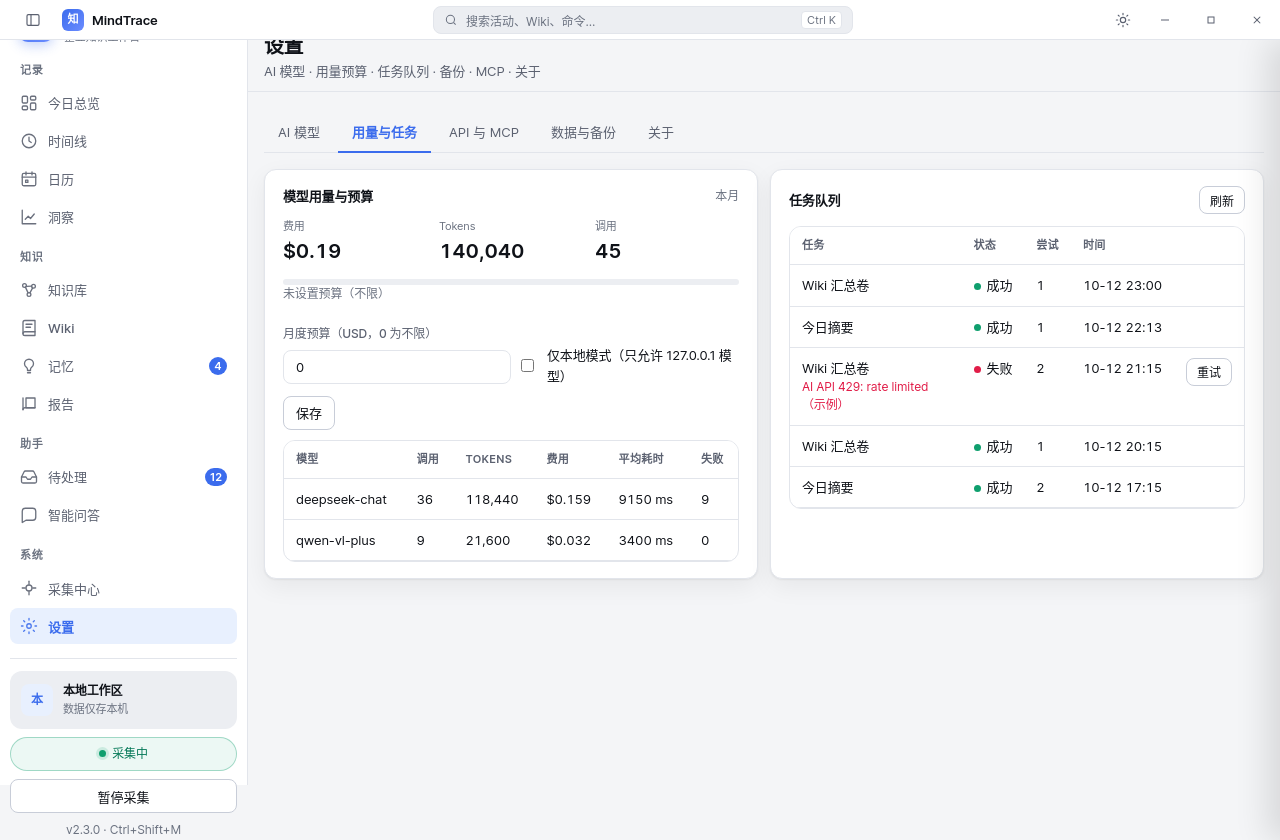 知 MindTrace
搜索活动、Wiki、命令...
Ctrl K
记录
今日总览
时间线
日历
洞察
知识
知识库
Wiki
记忆 4
报告
助手
待处理 12
智能问答
系统
采集中心
设置
本 本地工作区
数据仅存本机
采集中
暂停采集
v2.3.0 · Ctrl+Shift+M
设置
AI 模型 · 用量预算 · 任务队列 · 备份 · MCP · 关于
AI 模型 用量与任务 API 与 MCP 数据与备份 关于
模型用量与预算 本月
费用 Tokens 调用
$0.19 140,040 45
未设置预算（不限）
月度预算（USD，0 为不限）
0
仅本地模式（只允许 127.0.0.1 模
型）
保存
模型 调用 TOKENS 费用 平均耗时 失败
deepseek-chat 36 118,440 $0.159 9150 ms 9
qwen-vl-plus 9 21,600 $0.032 3400 ms 0
任务队列 刷新
任务 状态 尝试 时间
Wiki 汇总卷 成功 1 10-12 23:00
今日摘要 成功 1 10-12 22:13
Wiki 汇总卷 失败 2 10-12 21:15 重试
AI API 429: rate limited
（示例）
Wiki 汇总卷 成功 1 10-12 20:15
今日摘要 成功 2 10-12 17:15